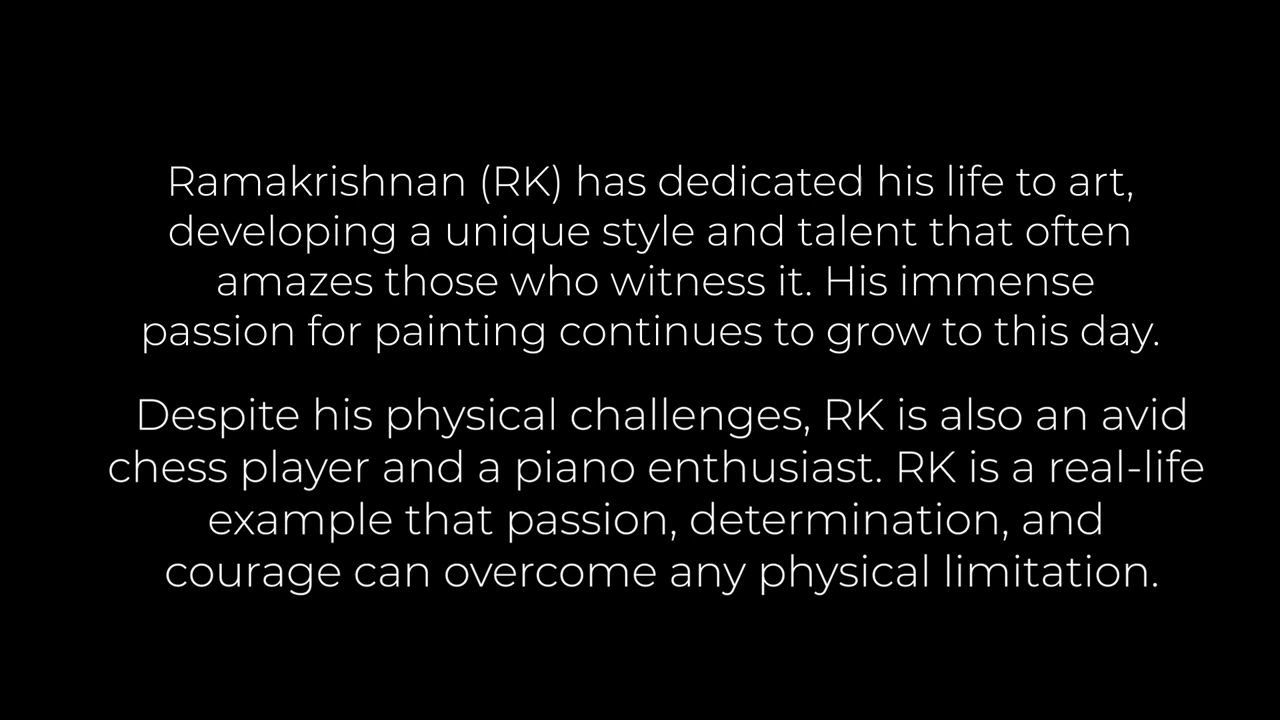 Ramakrishnan (RK) has dedicated his life to art,
developing a unique style and talent that often
amazes those who witness it. His immense
passion for painting continues to grow to this day.
Despite his physical challenges, RK is also an avid
chess player and a piano enthusiast. RK is a real-life
example that passion, determination, and
courage can overcome any physical limitation.